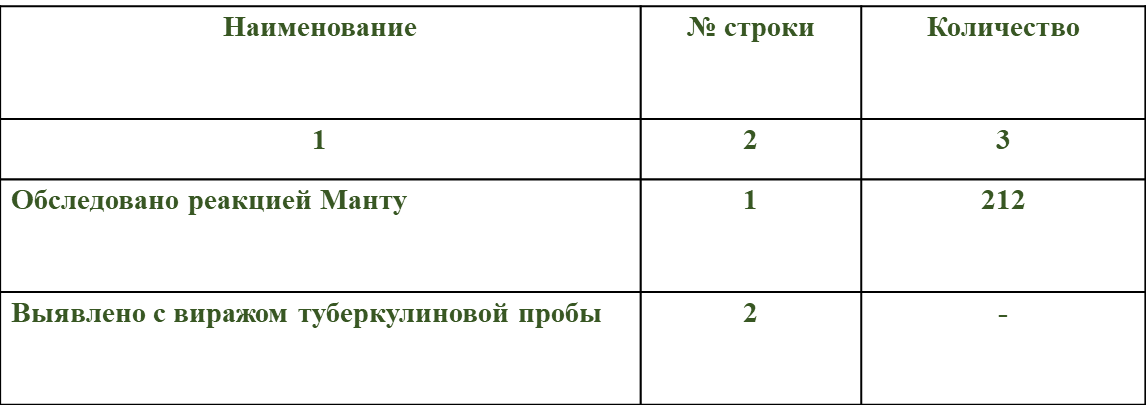 Наименование № строки Количество
1 2 3
Обследовано реакцией Манту 1 212
Выявлено с виражом туберкулиновой пробы 2 -